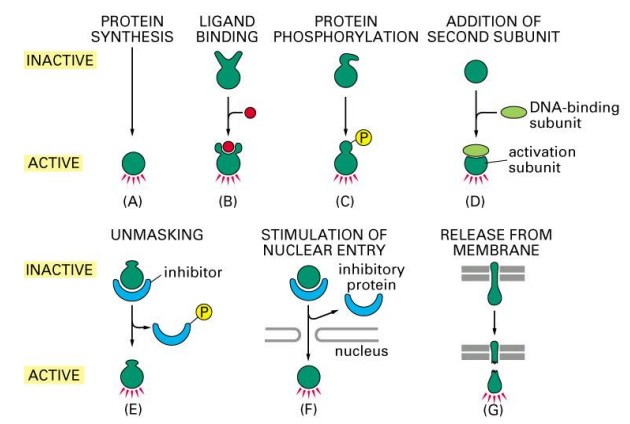 PROTEIN
SYNTHESIS
LIGAND
BINDING
PROTEIN
PHOSPHORYLATION
ADDITION OF
SECOND SUBUNIT
INACTIVE
DNA-binding
subunit
P
ACTIVE
activation
subunit
(A)
(B)
(C)
(D)
UNMASKING
STIMULATION OF
NUCLEAR ENTRY
RELEASE FROM
MEMBRANE
INACTIVE
inhibitor
inhibitory
protein
P
nucleus
ACTIVE
(E)
(F)
(G)